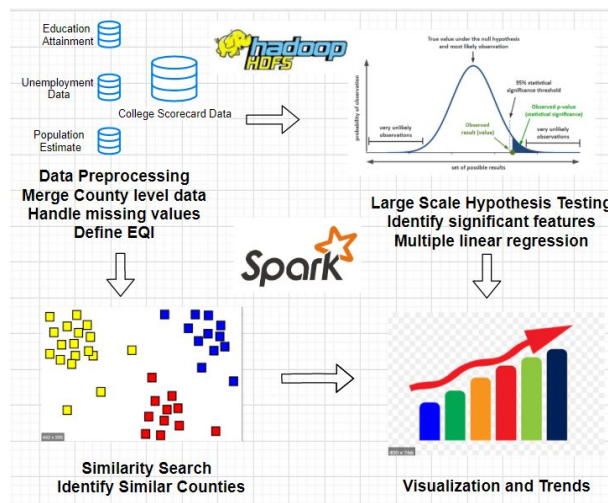 Education
Attainment
Unemployment
Data
College Scorecard Data
Population
Estimate
hadoop
HDFS
True value under the null hypothesis
and most likely observation
probability of observation
95% statistical
significance threshold
Observed p-value
(statistical significance)
Observed
result (value)
very unlikely
observations
very unlikely
observations
set of possible results
Data Preprocessing
Merge County level data
Handle missing values
Define EQI
Large Scale Hypothesis Testing
Identify significant features
Multiple linear regression
Spark
Similarity Search
Identify Similar Counties
Visualization and Trends